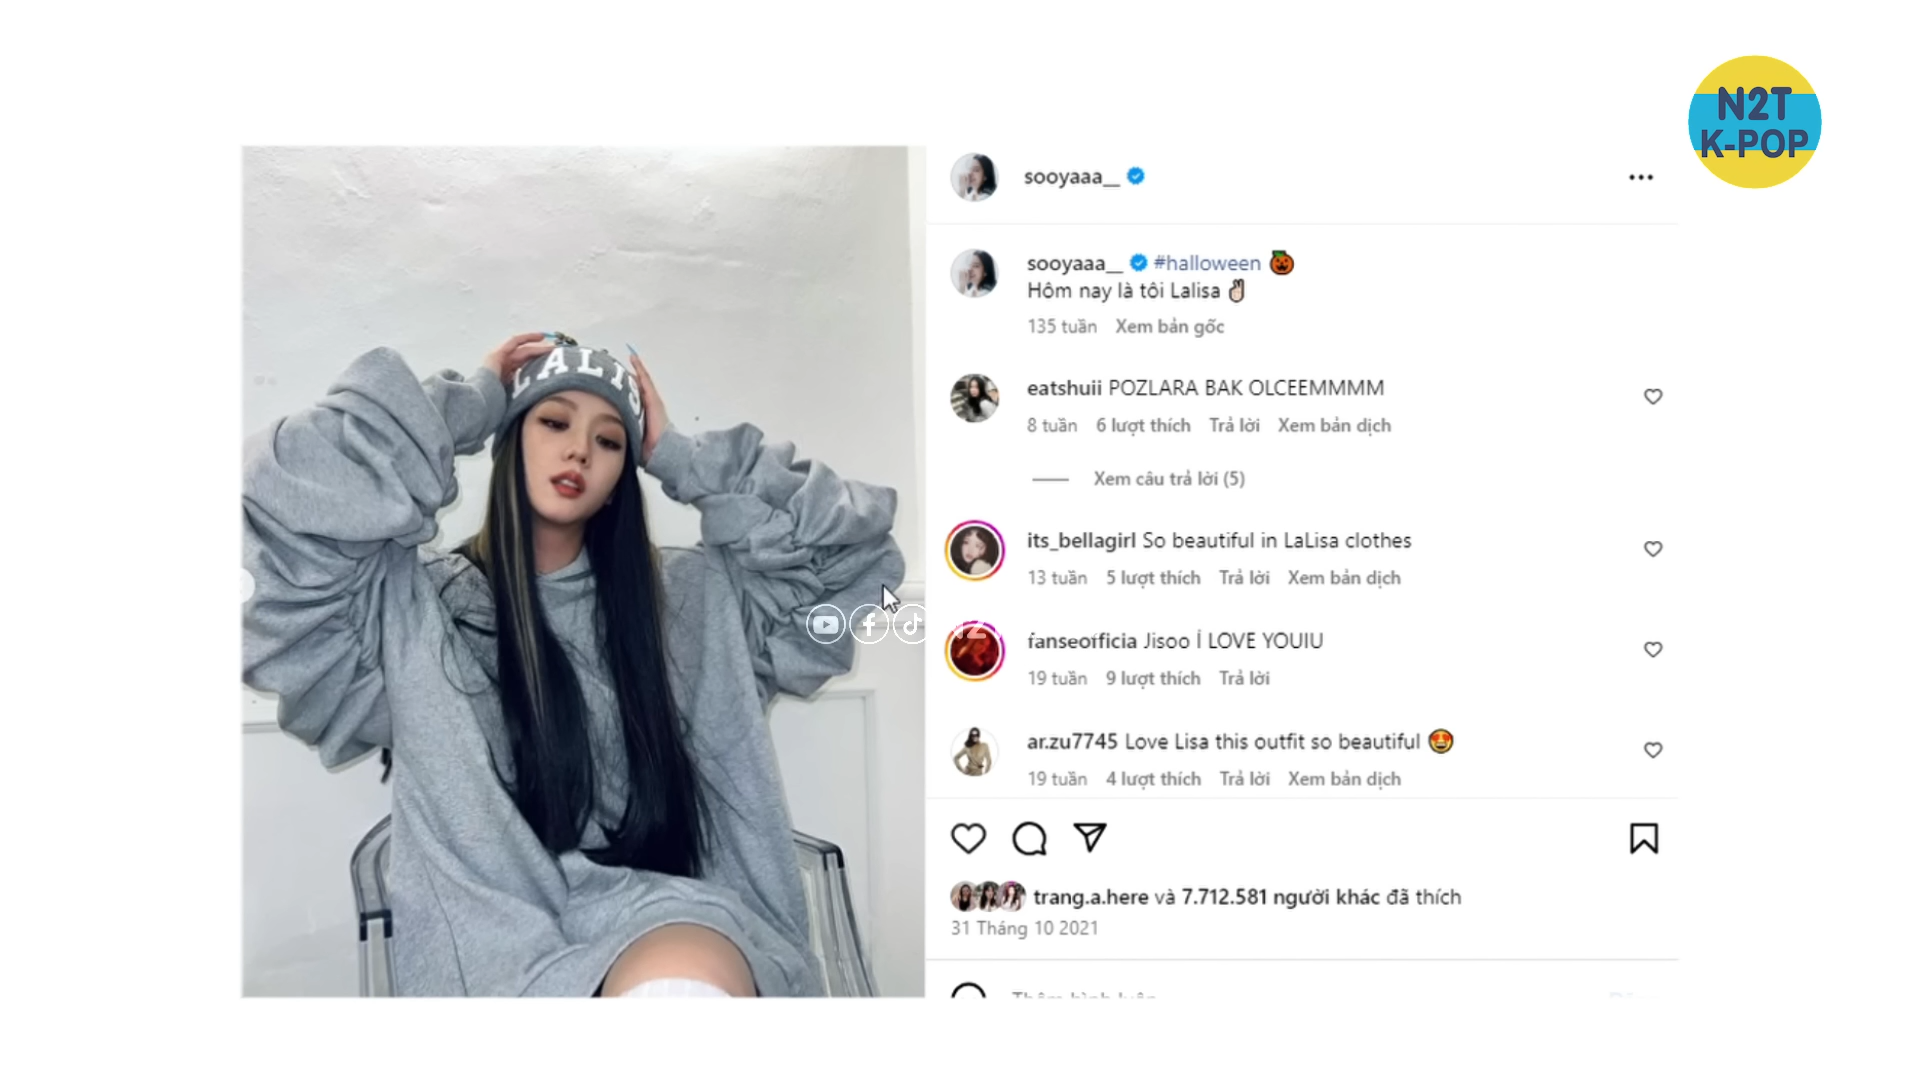 N2T
K-POP
LALIS
sooyaaa__
sooyaaa__ #halloween 🎃
Hôm nay là tôi Lalisa ✌🏻
135 tuần Xem bản gốc
eatshuii POZLARA BAK OLCEEMMMM
8 tuần 6 lượt thích Trả lời Xem bản dịch
Xem câu trả lời (5)
its_bellagirl So beautiful in LaLisa clothes
13 tuần 5 lượt thích Trả lời Xem bản dịch
fanseofficia Jisoo İ LOVE YOUIU
19 tuần 9 lượt thích Trả lời
ar.zu7745 Love Lisa this outfit so beautiful 🤩
19 tuần 4 lượt thích Trả lời Xem bản dịch
trang.a.here và 7.712.581 người khác đã thích
31 Tháng 10 2021